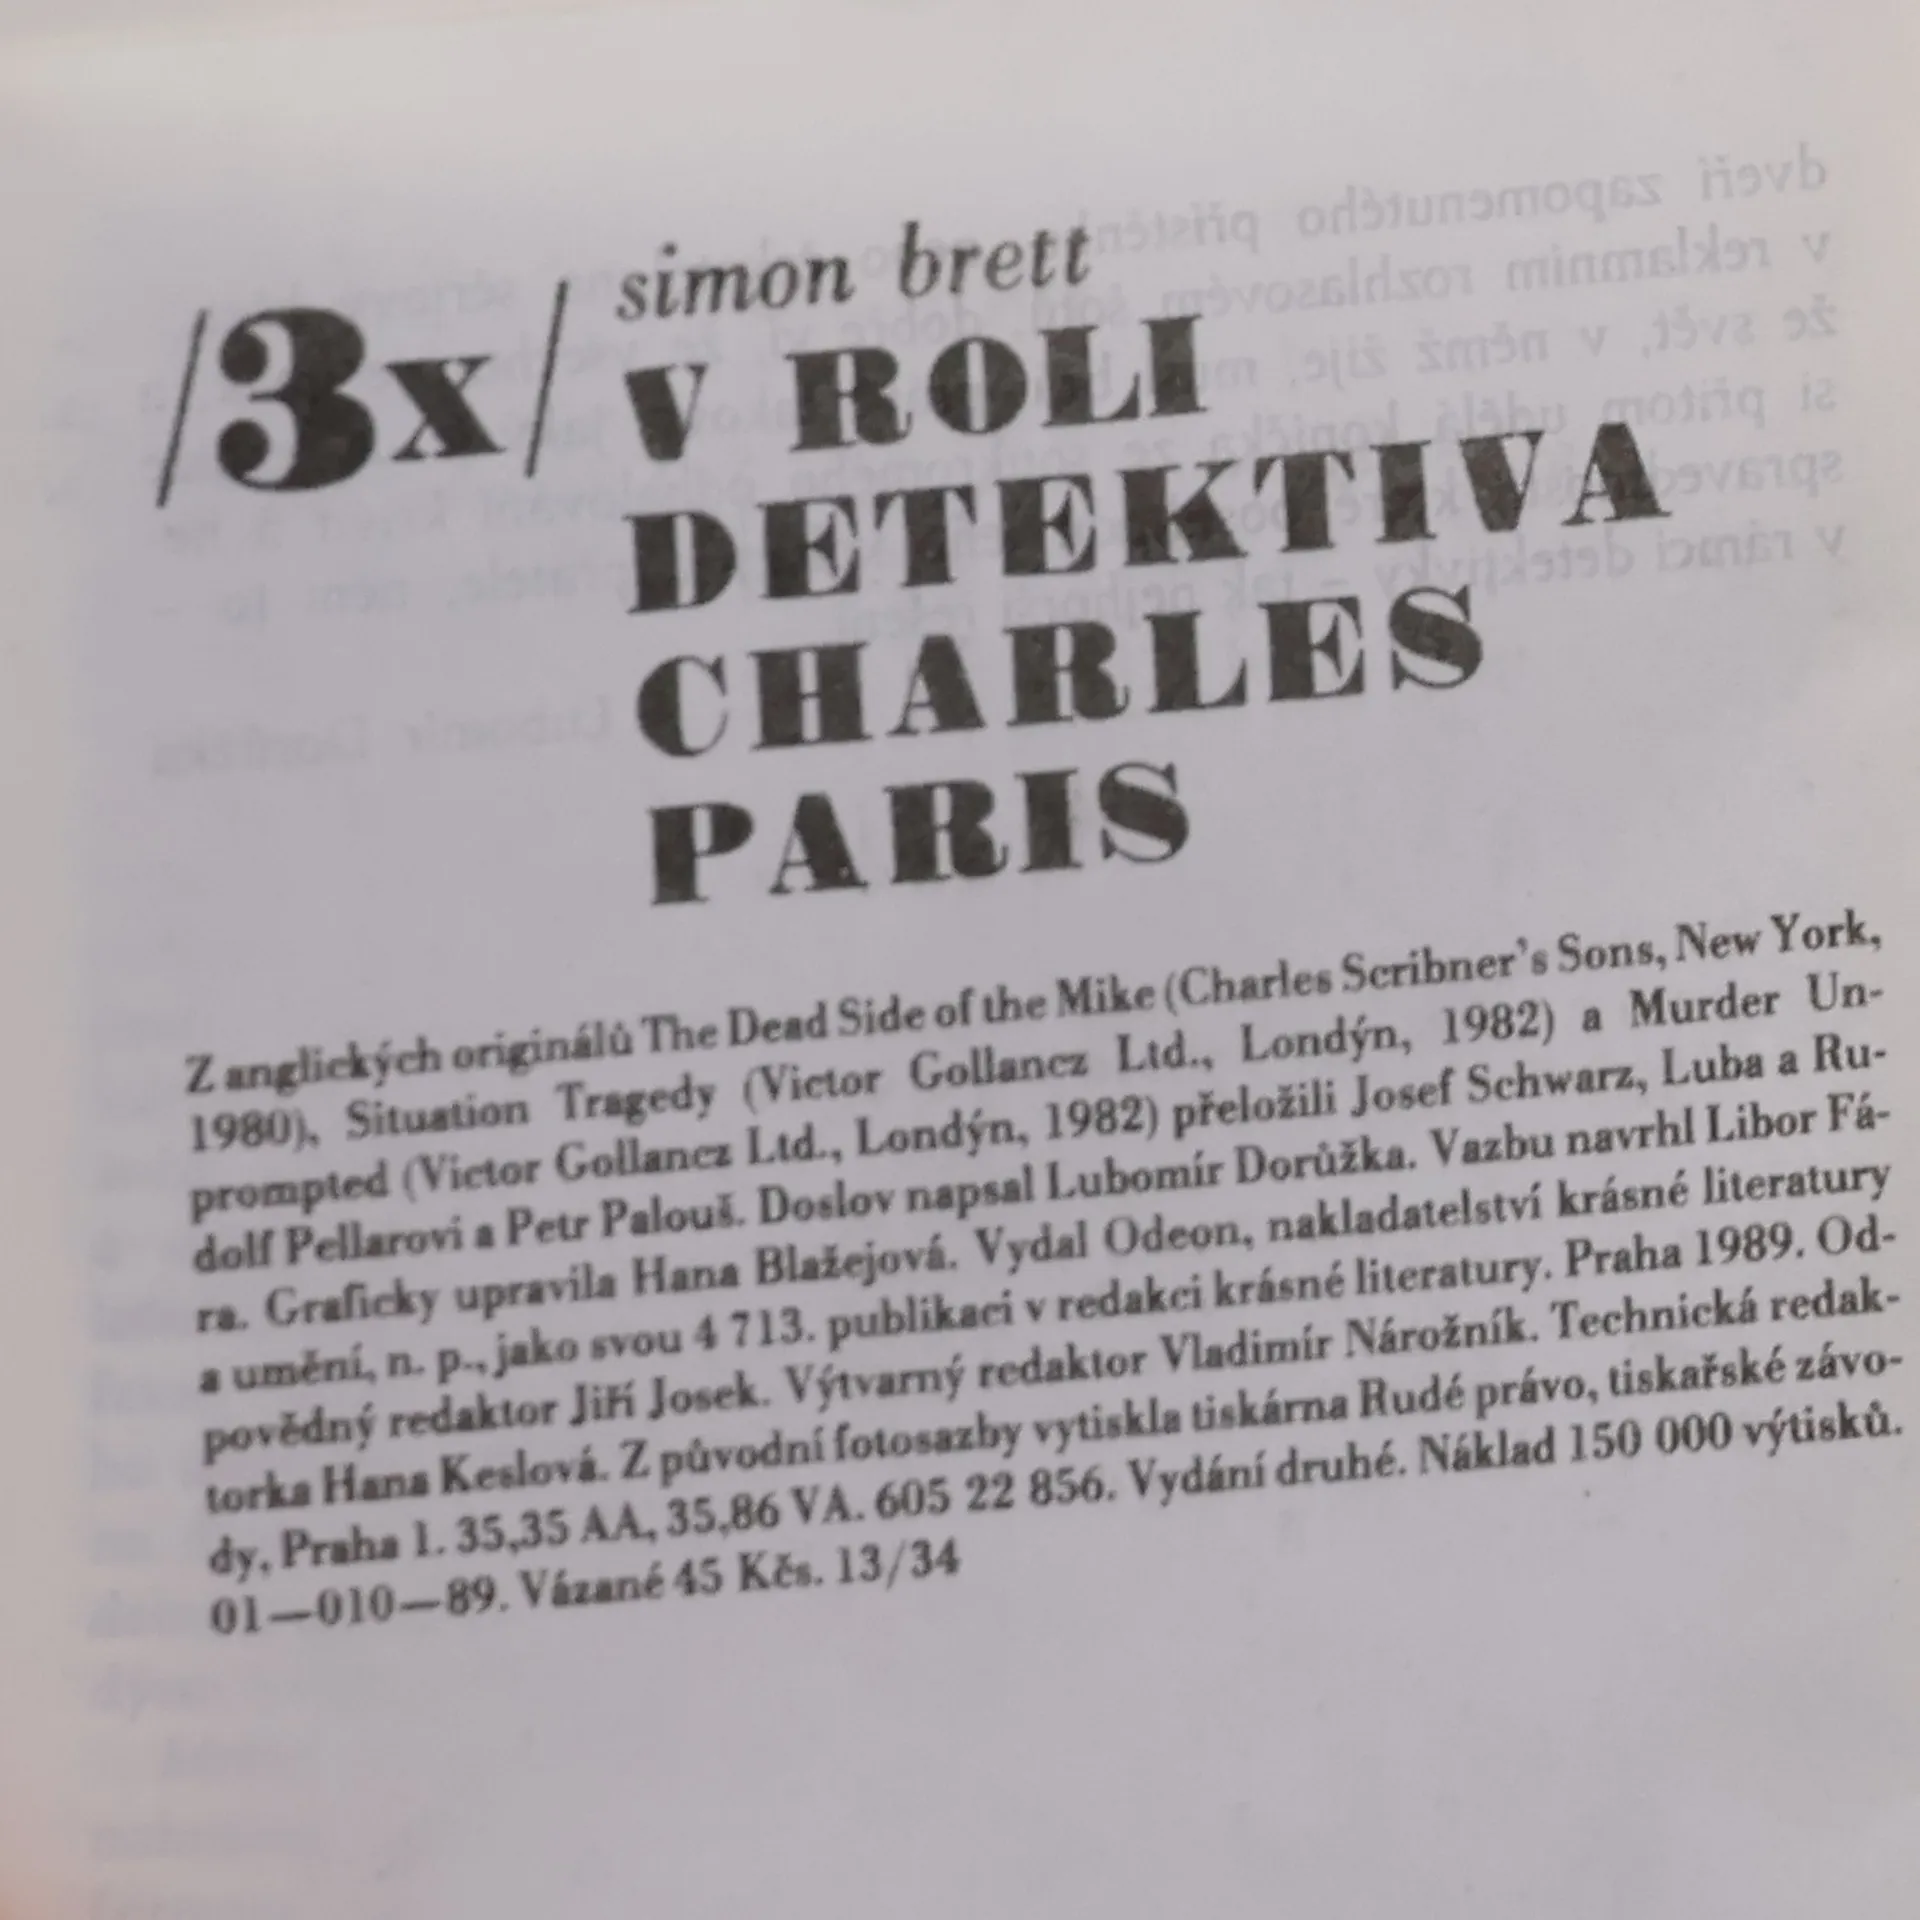 simon brett
/3x/ V ROLI
DETEKTIVA
CHARLES
PARIS
Z anglických originálů The Dead Side of the Mike (Charles Scribner's Sons, New York,
1980), Situation Tragedy (Victor Gollancz Ltd., Londýn, 1982) a Murder Un-
prompted (Victor Gollancz Ltd., Londýn, 1982) přeložili Josef Schwarz, Luba a Ru-
dolf Pellarovi a Petr Palouš. Doslov napsal Lubomír Dorůžka. Vazbu navrhl Libor Fá-
ra. Graficky upravila Hana Blažejová. Vydal Odeon, nakladatelství krásné literatury
a umění, n. p., jako svou 4 713. publikaci v redakci krásné literatury. Praha 1989. Od-
povědný redaktor Jiří Josek. Výtvarný redaktor Vladimír Nárožník. Technická redak-
torka Hana Keslová. Z původní fotosazby vytiskla tiskárna Rudé právo, tiskařské závo-
dy, Praha 1. 35,35 AA, 35,86 VA. 605 22 856. Vydání druhé. Náklad 150 000 výtisků.
01—010—89. Vázané 45 Kčs. 13/34